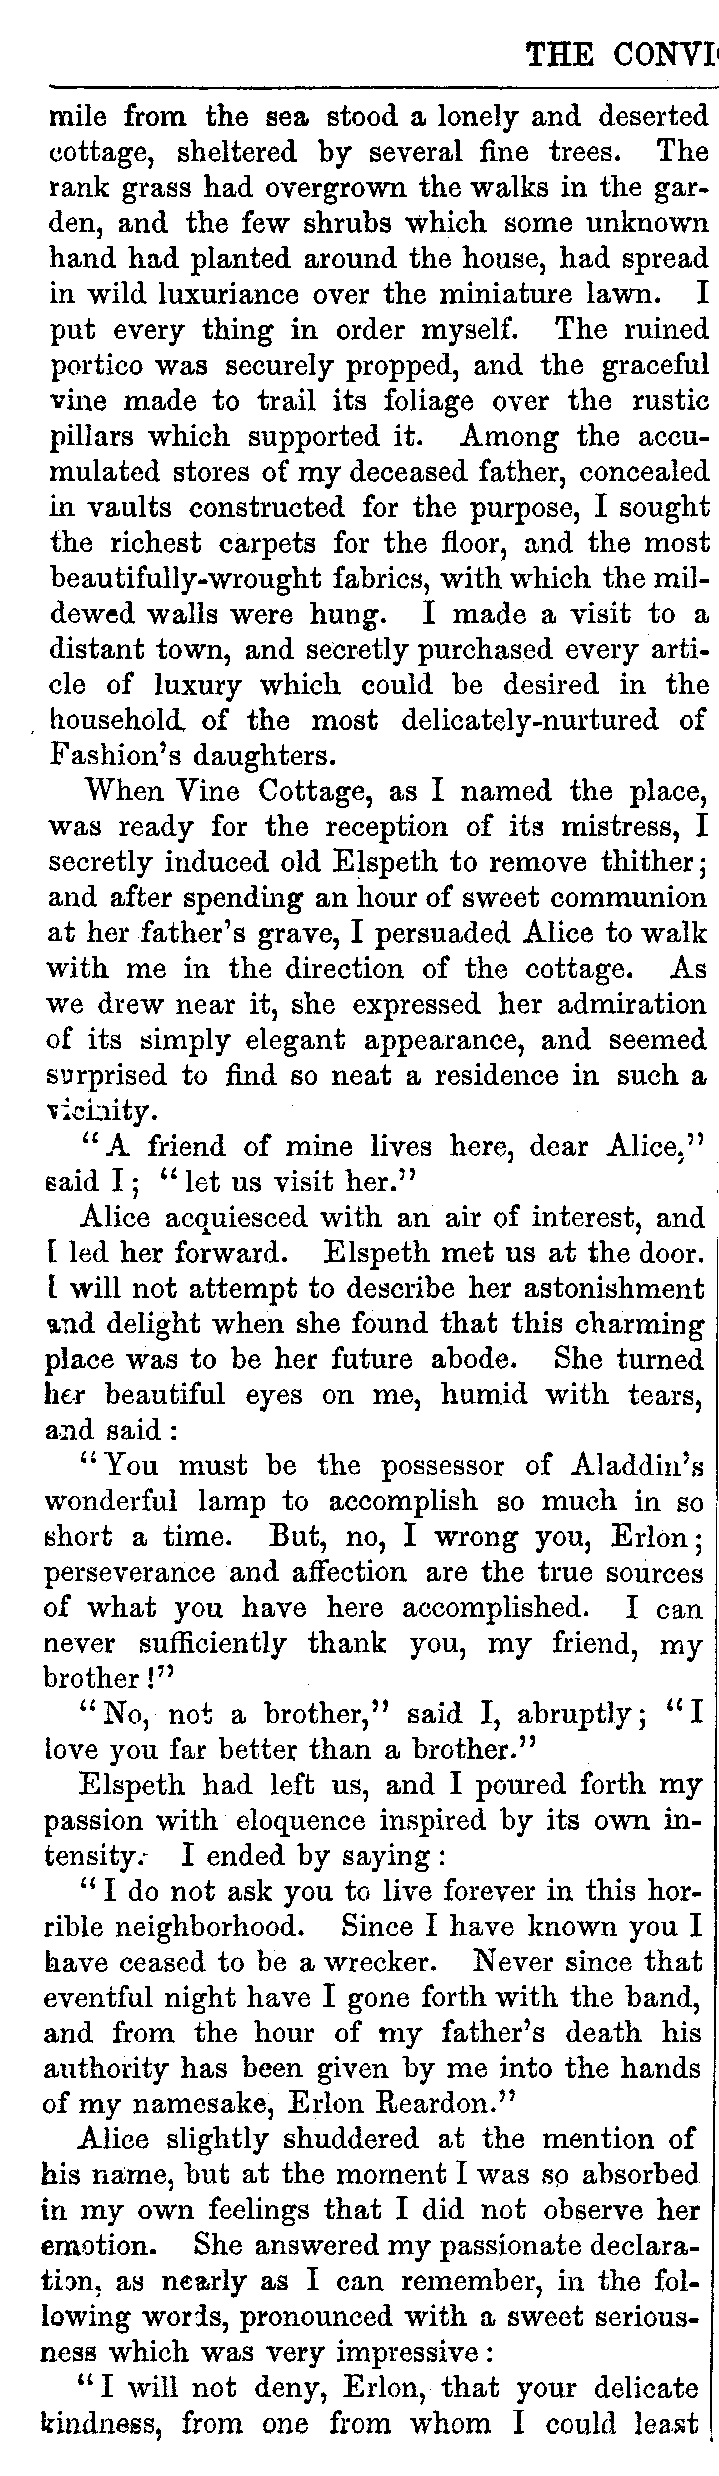 THE CONVI
mile from the sea stood a lonely and deserted
cottage, sheltered by several fine trees. The
rank grass had overgrown the walks in the gar-
den, and the few shrubs which some unknown
hand had planted around the house, had spread
in wild luxuriance over the miniature lawn. I
put every thing in order myself. The ruined
portico was securely propped, and the graceful
vine made to trail its foliage over the rustic
pillars which supported it. Among the accu-
mulated stores of my deceased father, concealed
in vaults constructed for the purpose, I sought
the richest carpets for the floor, and the most
beautifully-wrought fabrics, with which the mil-
dewed walls were hung. I made a visit to a
distant town, and secretly purchased every arti-
cle of luxury which could be desired in the
household of the most delicately-nurtured of
Fashion's daughters.
When Vine Cottage, as I named the place,
was ready for the reception of its mistress, I
secretly induced old Elspeth to remove thither;
and after spending an hour of sweet communion
at her father's grave, I persuaded Alice to walk
with me in the direction of the cottage. As
we drew near it, she expressed her admiration
of its simply elegant appearance, and seemed
surprised to find so neat a residence in such a
vicinity.
"A friend of mine lives here, dear Alice,"
said I; "let us visit her."
Alice acquiesced with an air of interest, and
I led her forward. Elspeth met us at the door.
I will not attempt to describe her astonishment
and delight when she found that this charming
place was to be her future abode. She turned
her beautiful eyes on me, humid with tears,
and said:
"You must be the possessor of Aladdin's
wonderful lamp to accomplish so much in so
short a time. But, no, I wrong you, Erlon;
perseverance and affection are the true sources
of what you have here accomplished. I can
never sufficiently thank you, my friend, my
brother!"
"No, not a brother," said I, abruptly; "I
love you far better than a brother."
Elspeth had left us, and I poured forth my
passion with eloquence inspired by its own in-
tensity. I ended by saying:
"I do not ask you to live forever in this hor-
rible neighborhood. Since I have known you I
have ceased to be a wrecker. Never since that
eventful night have I gone forth with the band,
and from the hour of my father's death his
authority has been given by me into the hands
of my namesake, Erlon Reardon."
Alice slightly shuddered at the mention of
his name, but at the moment I was so absorbed
in my own feelings that I did not observe her
emotion. She answered my passionate declara-
tion, as nearly as I can remember, in the fol-
lowing words, pronounced with a sweet serious-
ness which was very impressive:
"I will not deny, Erlon, that your delicate
kindness, from one from whom I could least